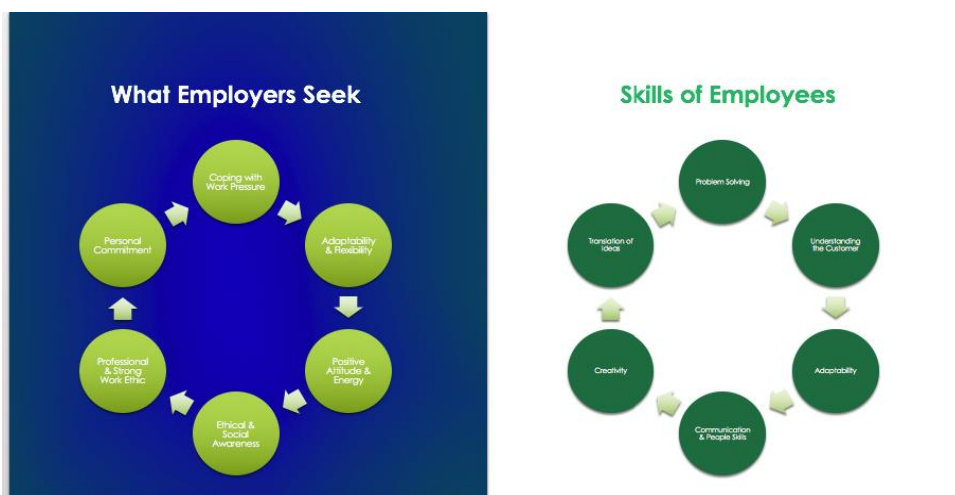 What Employers Seek
Coping with
Work Pressure
Adaptability
& Flexibility
Positive
Attitude &
Energy
Ethical &
Social
Awareness
Professional
& Strong
Work Ethic
Personal
Commitment
Skills of Employees
Problem Solving
Understanding
the Customer
Adaptability
Communication
& People Skills
Creativity
Translation of
Ideas